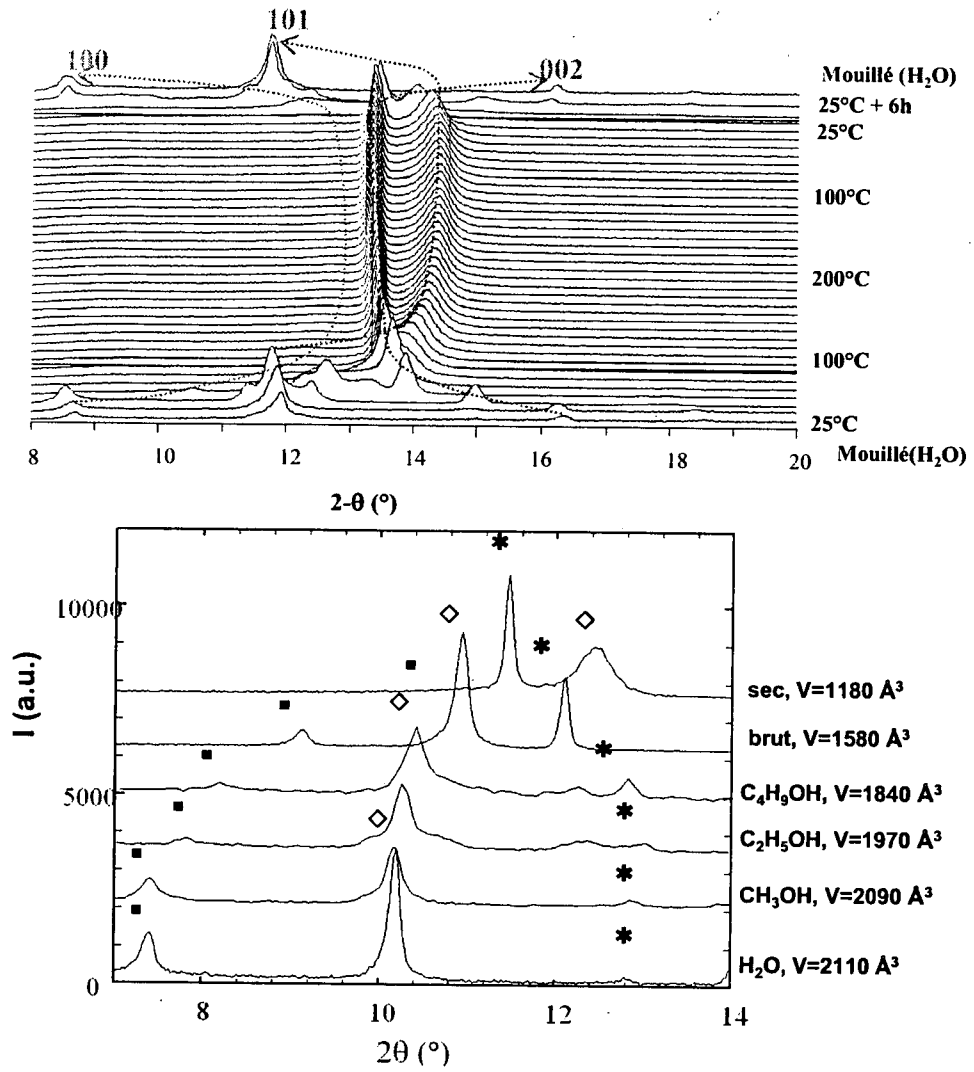 101
100
002
Mouillé (H₂O)
25°C + 6h
25°C
100°C
200°C
100°C
25°C
Mouillé(H₂O)
8 10 12 14 16 18 20
2-θ (°)
I (a.u.)
10000
5000
0
sec, V=1180 Å³
brut, V=1580 Å³
C₄H₉OH, V=1840 Å³
C₂H₅OH, V=1970 Å³
CH₃OH, V=2090 Å³
H₂O, V=2110 Å³
8 10 12 14
2θ (°)